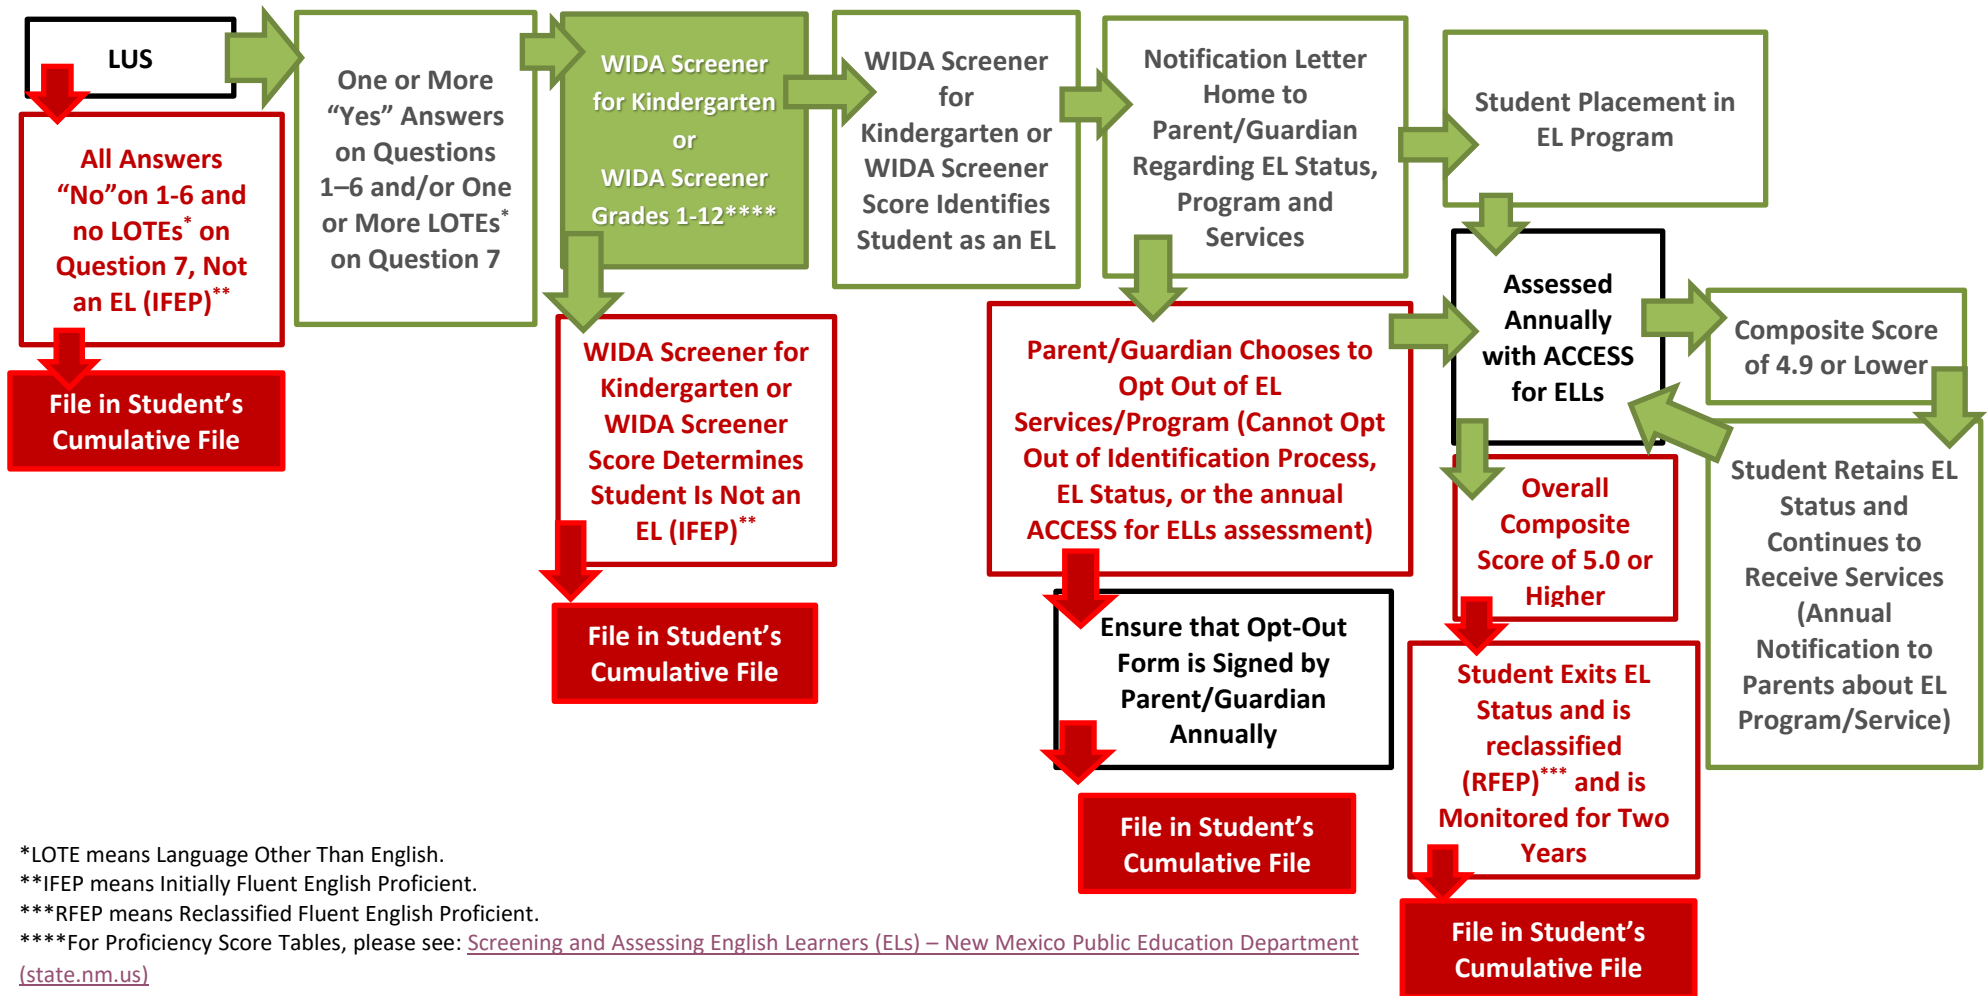 LUS
All Answers
“No”on 1-6 and
no LOTEs* on
Question 7, Not
an EL (IFEP)**
File in Student’s
Cumulative File
One or More
“Yes” Answers
on Questions
1–6 and/or One
or More LOTEs*
on Question 7
WIDA Screener
for Kindergarten
or
WIDA Screener
Grades 1-12****
WIDA Screener for
Kindergarten or
WIDA Screener
Score Determines
Student Is Not an
EL (IFEP)**
File in Student’s
Cumulative File
WIDA Screener
for
Kindergarten or
WIDA Screener
Score Identifies
Student as an EL
Notification Letter
Home to
Parent/Guardian
Regarding EL Status,
Program and
Services
Parent/Guardian Chooses to
Opt Out of EL
Services/Program (Cannot Opt
Out of Identification Process,
EL Status, or the annual
ACCESS for ELLs assessment)
Ensure that Opt-Out
Form is Signed by
Parent/Guardian
Annually
File in Student’s
Cumulative File
Student Placement in
EL Program
Assessed
Annually
with ACCESS
for ELLs
Overall
Composite
Score of 5.0 or
Higher
Student Exits EL
Status and is
reclassified
(RFEP)*** and is
Monitored for Two
Years
File in Student’s
Cumulative File
Composite Score
of 4.9 or Lower
Student Retains EL
Status and
Continues to
Receive Services
(Annual
Notification to
Parents about EL
Program/Service)
*LOTE means Language Other Than English.
**IFEP means Initially Fluent English Proficient.
***RFEP means Reclassified Fluent English Proficient.
****For Proficiency Score Tables, please see: Screening and Assessing English Learners (ELs) – New Mexico Public Education Department
(state.nm.us)